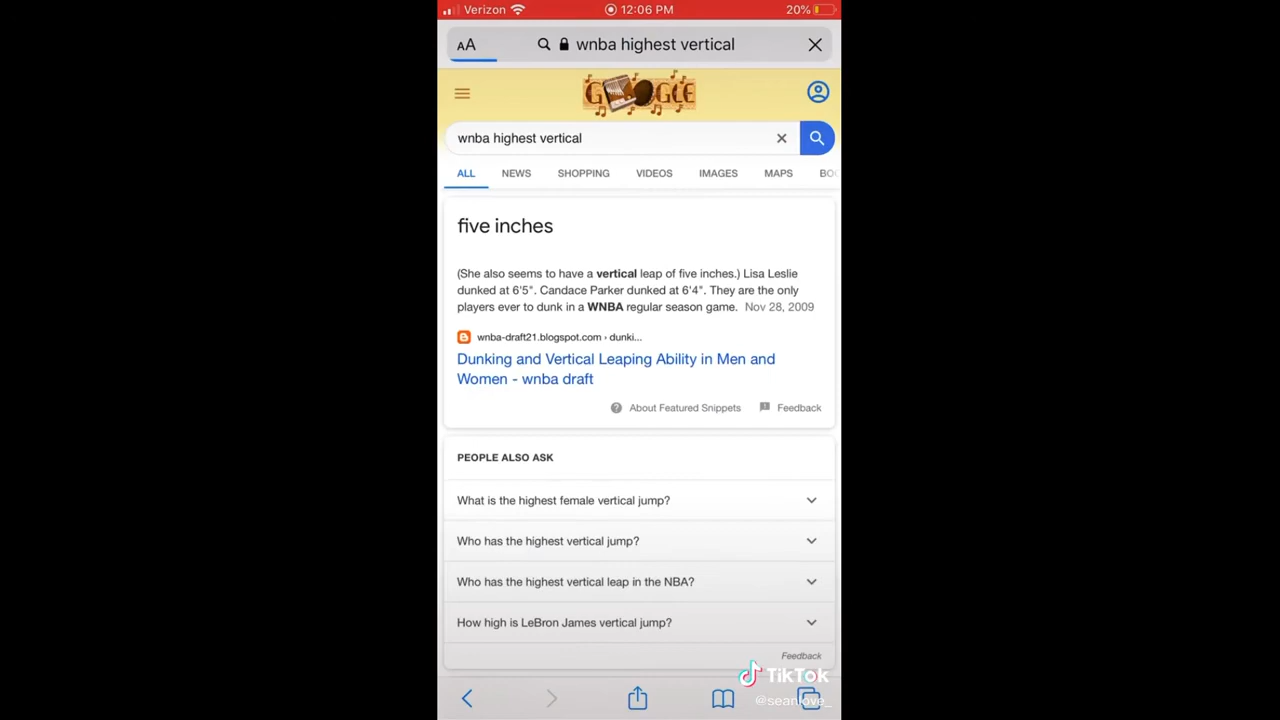 Verizon 12:06 PM 20%
AA wnba highest vertical
GOOGLE
wnba highest vertical
ALL NEWS SHOPPING VIDEOS IMAGES MAPS BOO
five inches
(She also seems to have a vertical leap of five inches.) Lisa Leslie
dunked at 6'5". Candace Parker dunked at 6'4". They are the only
players ever to dunk in a WNBA regular season game. Nov 28, 2009
wnba-draft21.blogspot.com › dunki...
Dunking and Vertical Leaping Ability in Men and
Women - wnba draft
About Featured Snippets Feedback
PEOPLE ALSO ASK
What is the highest female vertical jump?
Who has the highest vertical jump?
Who has the highest vertical leap in the NBA?
How high is LeBron James vertical jump?
Feedback
TikTok
@seanlove_